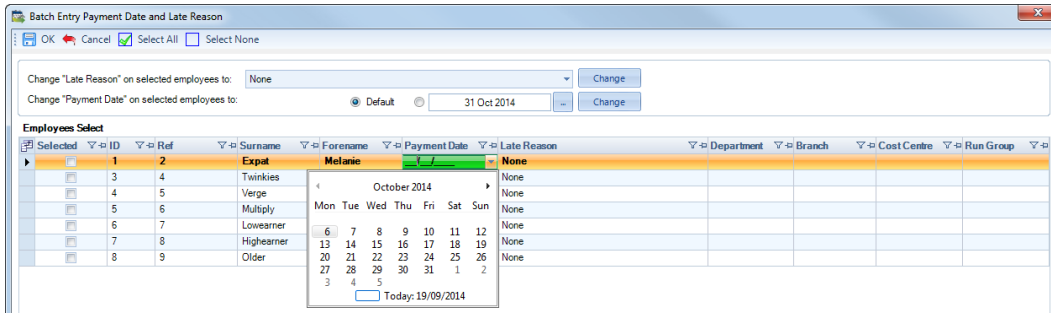 Batch Entry Payment Date and Late Reason
OK Cancel Select All Select None
Change "Late Reason" on selected employees to: None Change
Change "Payment Date" on selected employees to: Default 31 Oct 2014 ... Change
Employees Select
Selected ID Ref Surname Forename Payment Date Late Reason Department Branch Cost Centre Run Group
1 2 Expat Melanie __/__/____ None
3 4 Twinkies None
4 5 Verge None
5 6 Multiply None
6 7 Lowearner None
7 8 Highearner None
8 9 Older None
October 2014
Mon Tue Wed Thu Fri Sat Sun
6 7 8 9 10 11 12
13 14 15 16 17 18 19
20 21 22 23 24 25 26
27 28 29 30 31 1 2
3 4 5
Today: 19/09/2014